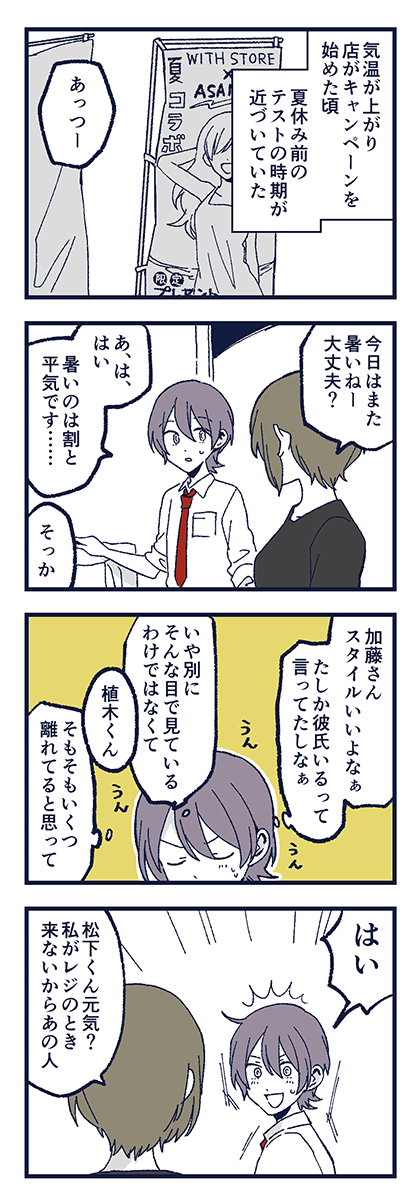 気温が上がり
店がキャンペーンを
始めた頃
夏休み前の
テストの時期が
近づいていた
WITH STORE
×
ASA
夏コラボ
限定
プレゼント
あっつー
今日はまた
暑いねー
大丈夫？
あ、は、
はい
暑いのは割と
平気です……
そっか
加藤さん
スタイルいいよなぁ
たしか彼氏いるって
言ってたしなぁ
いや別に
そんな目で見ている
わけではなくて
植木くん
そもそもいくつ
離れてると思って
うん
うん
うん
はい
松下くん元気？
私がレジのとき
来ないからあの人